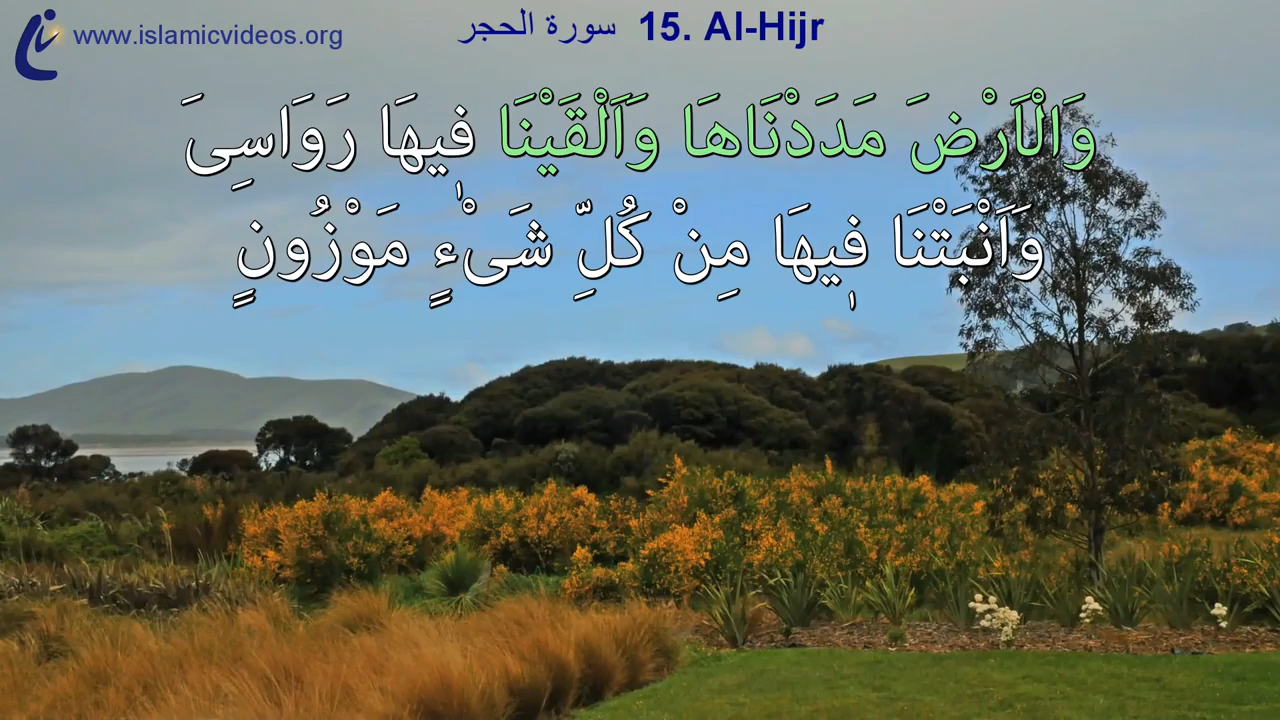 www.islamicvideos.org
سورة الحجر 15. Al-Hijr
وَالْاَرْضَ مَدَدْنَاهَا وَاَلْقَيْنَا فٖيهَا رَوَاسِىَ
وَاَنْبَتْنَا فٖيهَا مِنْ كُلِّ شَىْءٍ مَوْزُونٍ